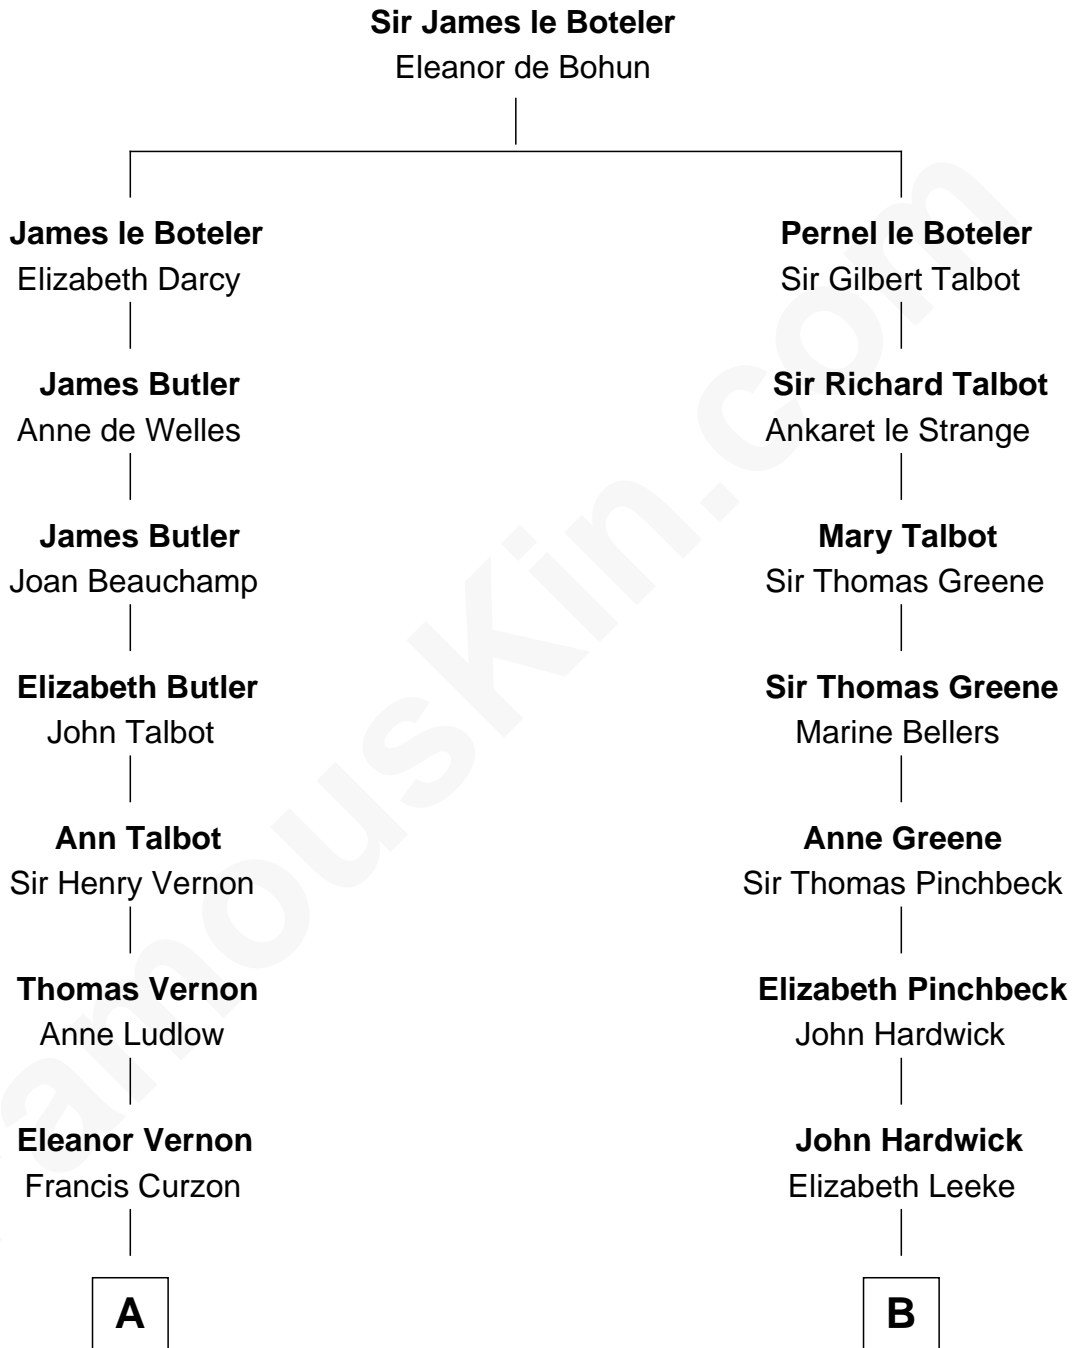 Sir James le Boteler
Eleanor de Bohun
James le Boteler
Elizabeth Darcy
James Butler
Anne de Welles
James Butler
Joan Beauchamp
Elizabeth Butler
John Talbot
Ann Talbot
Sir Henry Vernon
Thomas Vernon
Anne Ludlow
Eleanor Vernon
Francis Curzon
A
Pernel le Boteler
Sir Gilbert Talbot
Sir Richard Talbot
Ankaret le Strange
Mary Talbot
Sir Thomas Greene
Sir Thomas Greene
Marine Bellers
Anne Greene
Sir Thomas Pinchbeck
Elizabeth Pinchbeck
John Hardwick
John Hardwick
Elizabeth Leeke
B
famouskin.com